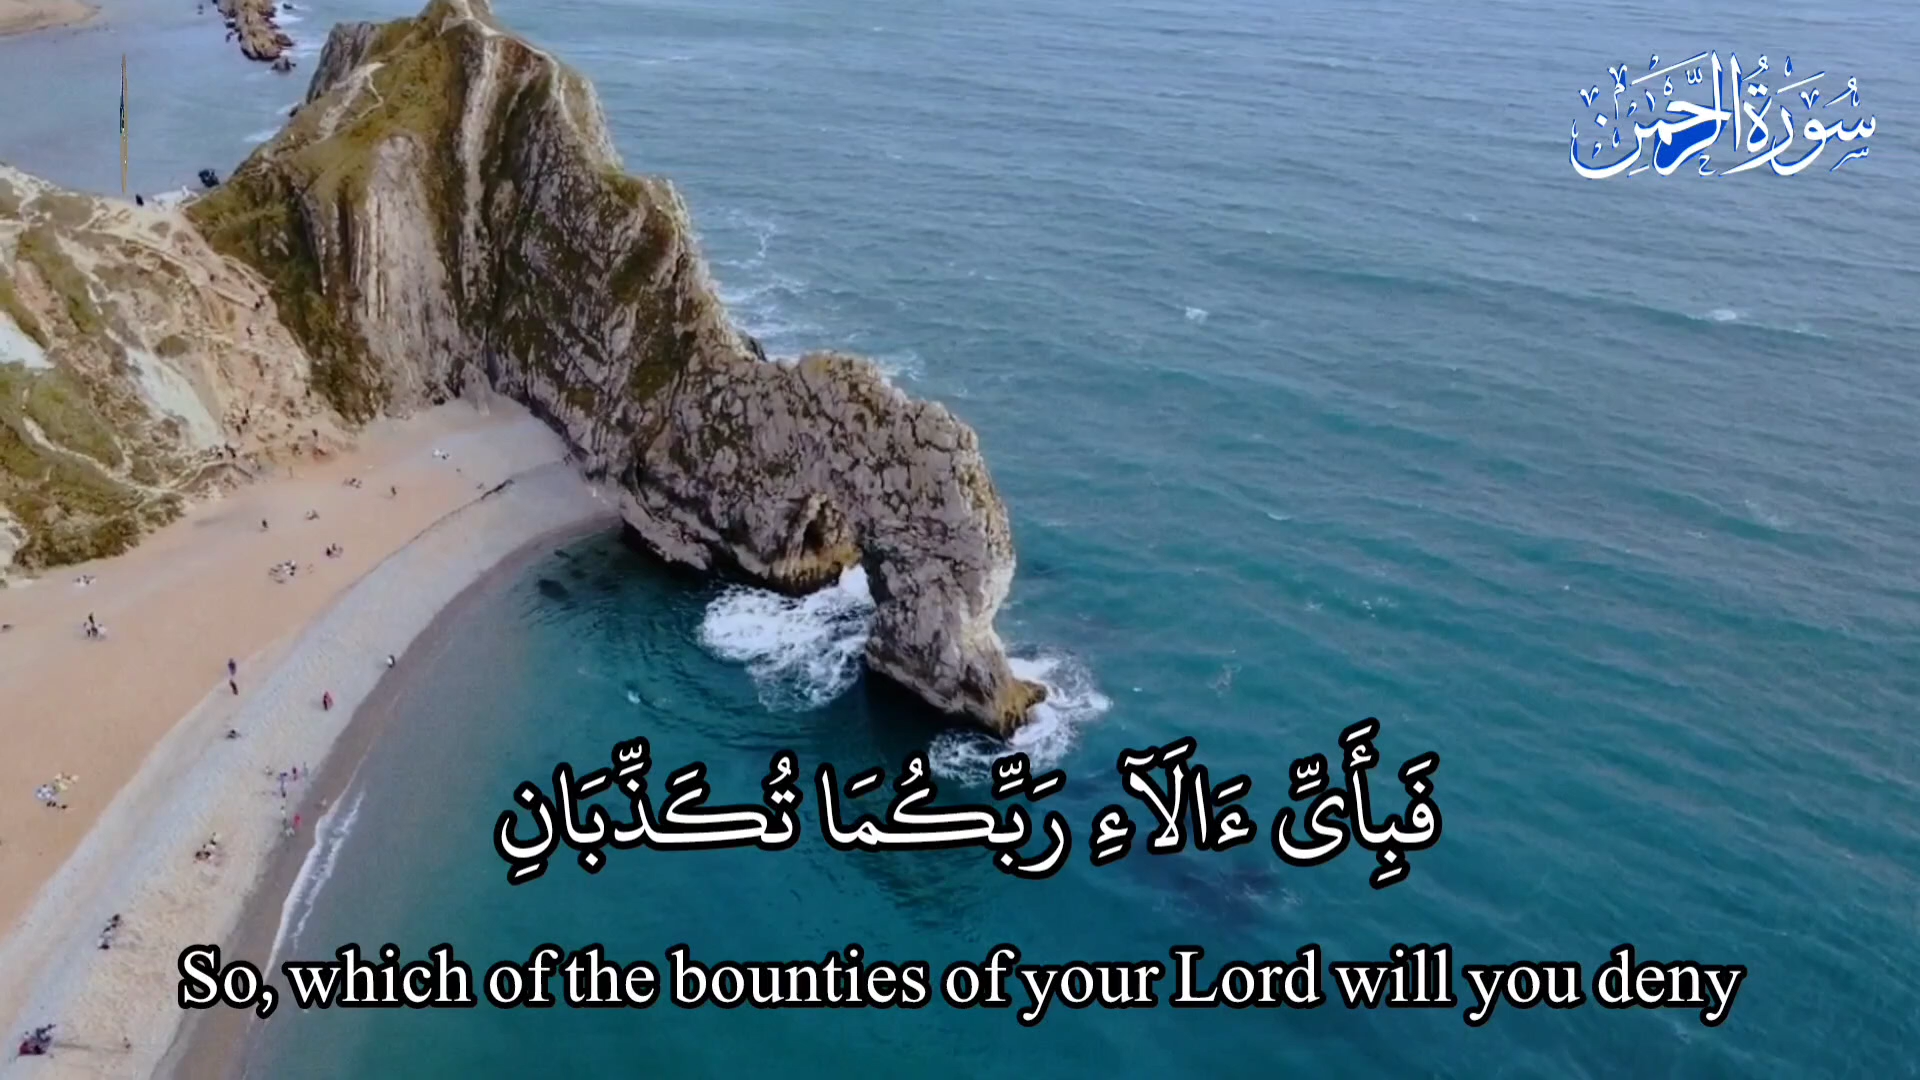 سُورَةُ الرَّحْمٰن
فَبِأَىِّ ءَالَآءِ رَبِّكُمَا تُكَذِّبَانِ
So, which of the bounties of your Lord will you deny